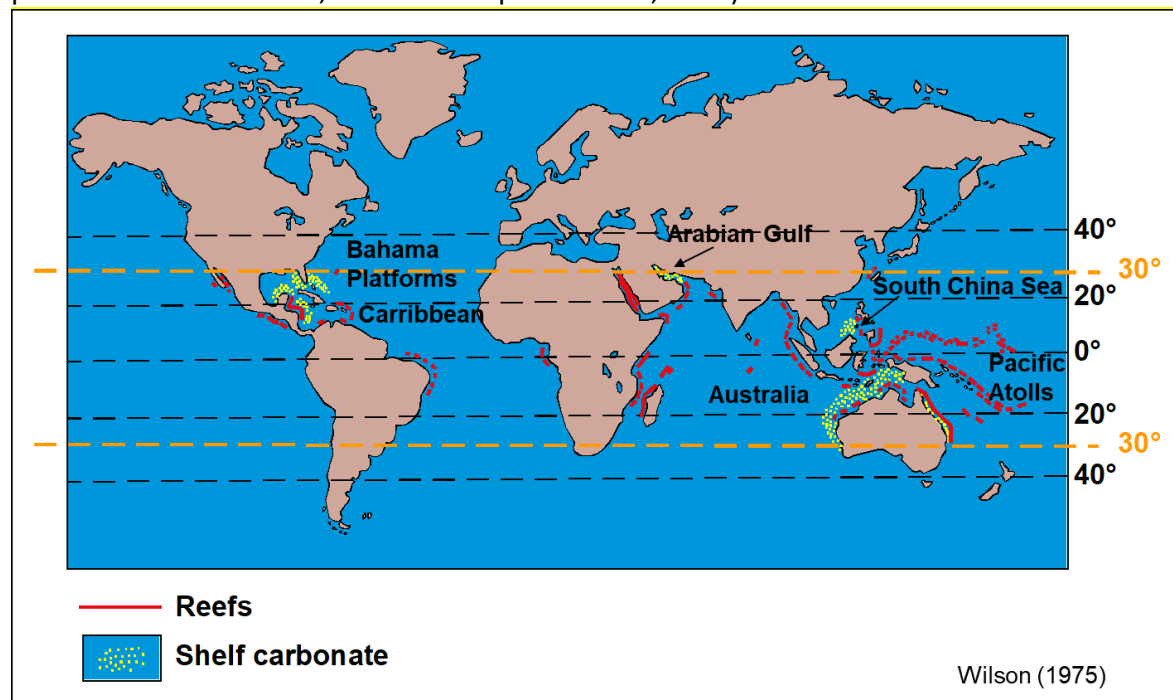 40°
Arabian Gulf
Bahama
Platforms
30°
20°
South China Sea
Carribbean
0°
Pacific
Atolls
Australia
20°
30°
40°
Reefs
Shelf carbonate
Wilson (1975)